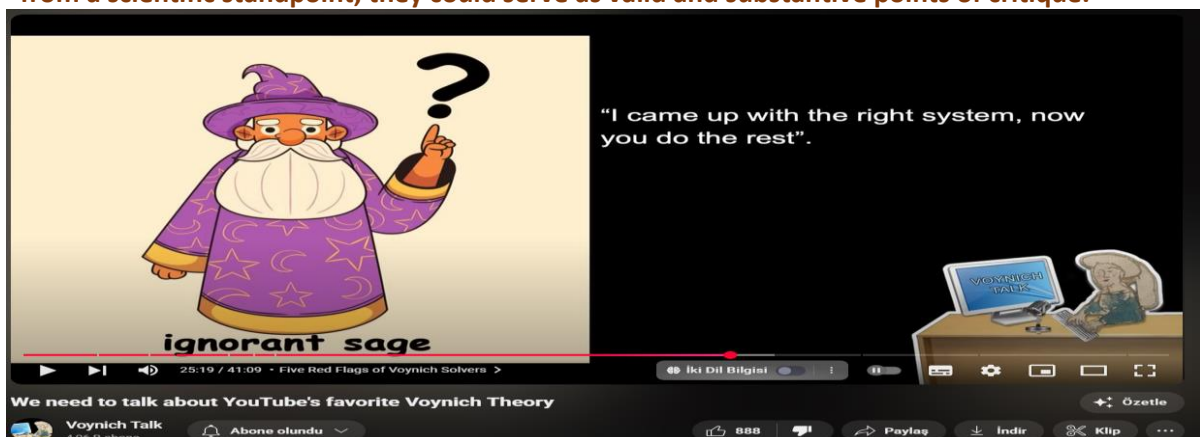 from a scientific standpoint, they could serve as valid and substantive points of critique.
?
"I came up with the right system, now
you do the rest".
VOYNICH
TALK
ignorant sage
25:19 / 41:09 • Five Red Flags of Voynich Solvers >
İki Dil Bilgisi
We need to talk about YouTube's favorite Voynich Theory
Özetle
Voynich Talk
Abone olundu
888
Paylaş
İndir
Klip